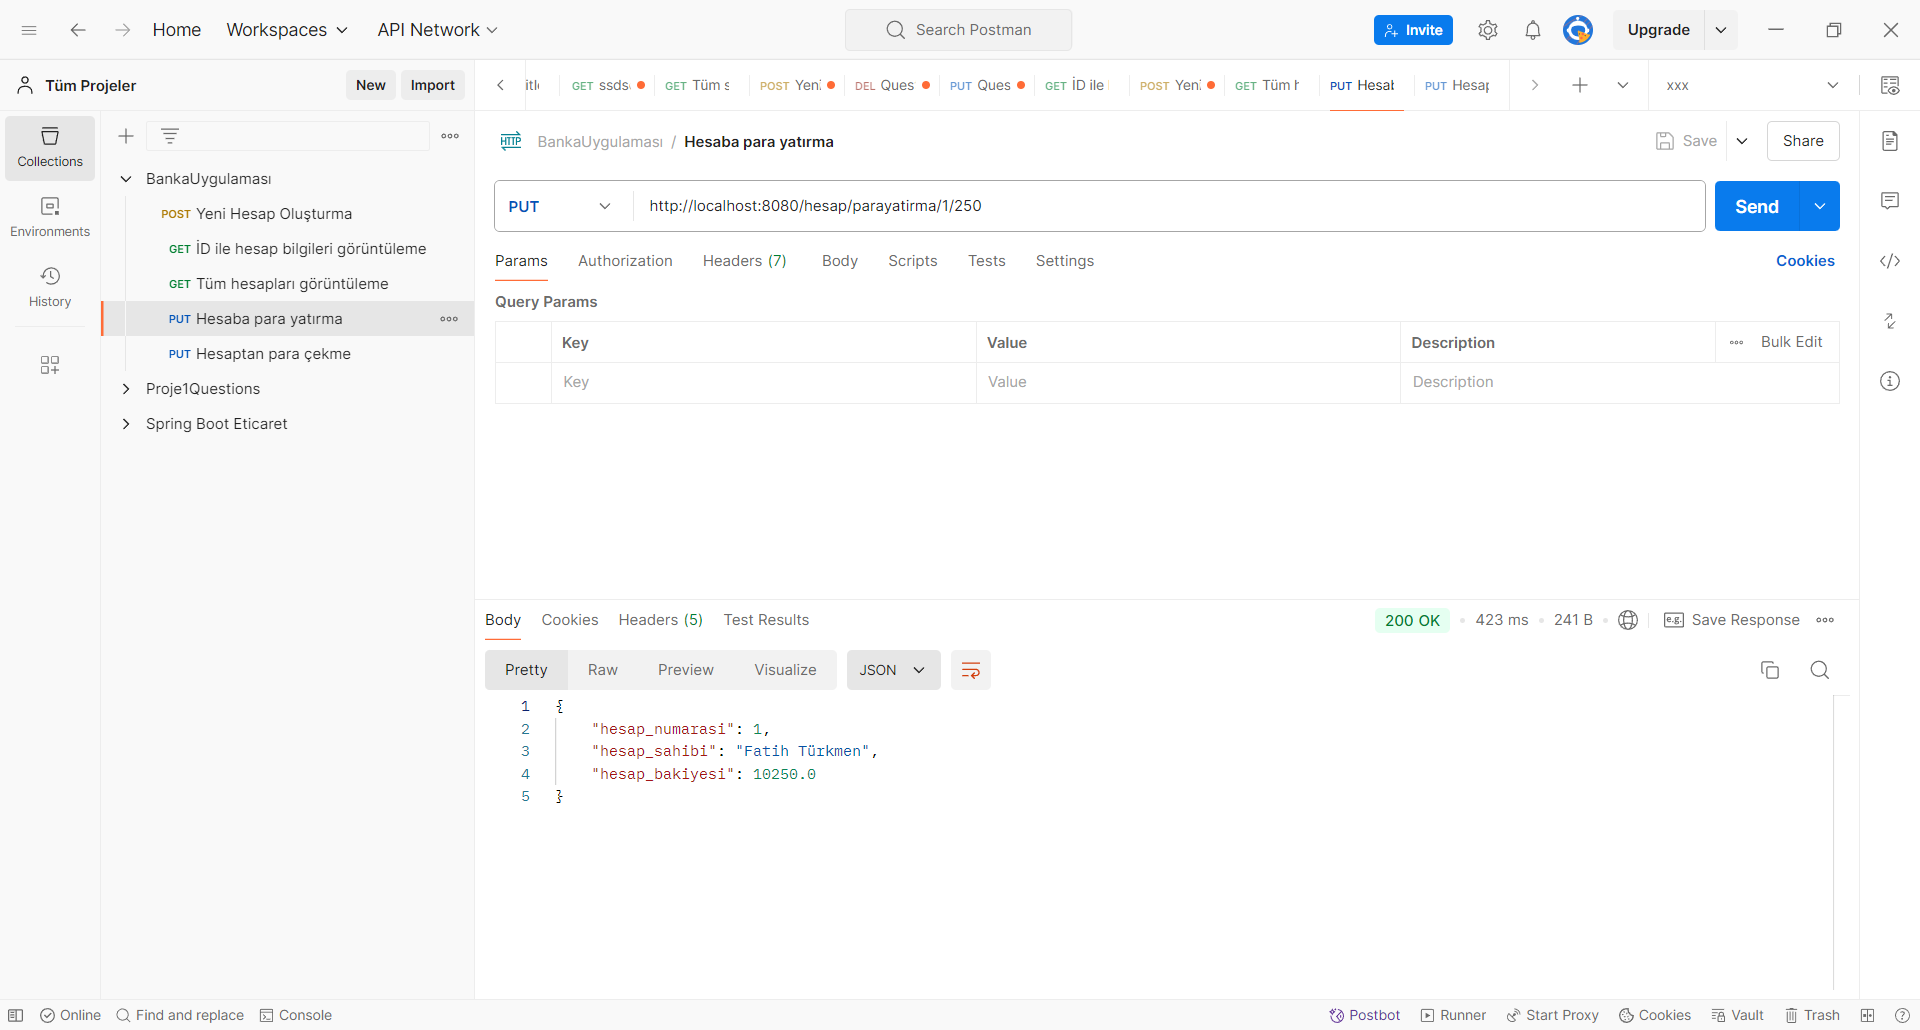 Home Workspaces API Network Search Postman Invite Upgrade
Tüm Projeler New Import
GET ssds GET Tüm s POST Yeni DEL Ques PUT Ques GET İD ile POST Yeni GET Tüm h PUT Hesab PUT Hesap xxx
Collections
Environments
History
BankaUygulaması
POST Yeni Hesap Oluşturma
GET İD ile hesap bilgileri görüntüleme
GET Tüm hesapları görüntüleme
PUT Hesaba para yatırma
PUT Hesaptan para çekme
Proje1Questions
Spring Boot Eticaret
HTTP BankaUygulaması / Hesaba para yatırma Save Share
PUT http://localhost:8080/hesap/parayatirma/1/250 Send
Params Authorization Headers (7) Body Scripts Tests Settings Cookies
Query Params
Key Value Description Bulk Edit
Key Value Description
Body Cookies Headers (5) Test Results 200 OK 423 ms 241 B e.g. Save Response
Pretty Raw Preview Visualize JSON
1 {
2 "hesap_numarasi": 1,
3 "hesap_sahibi": "Fatih Türkmen",
4 "hesap_bakiyesi": 10250.0
5 }
Online Find and replace Console Postbot Runner Start Proxy Cookies Vault Trash